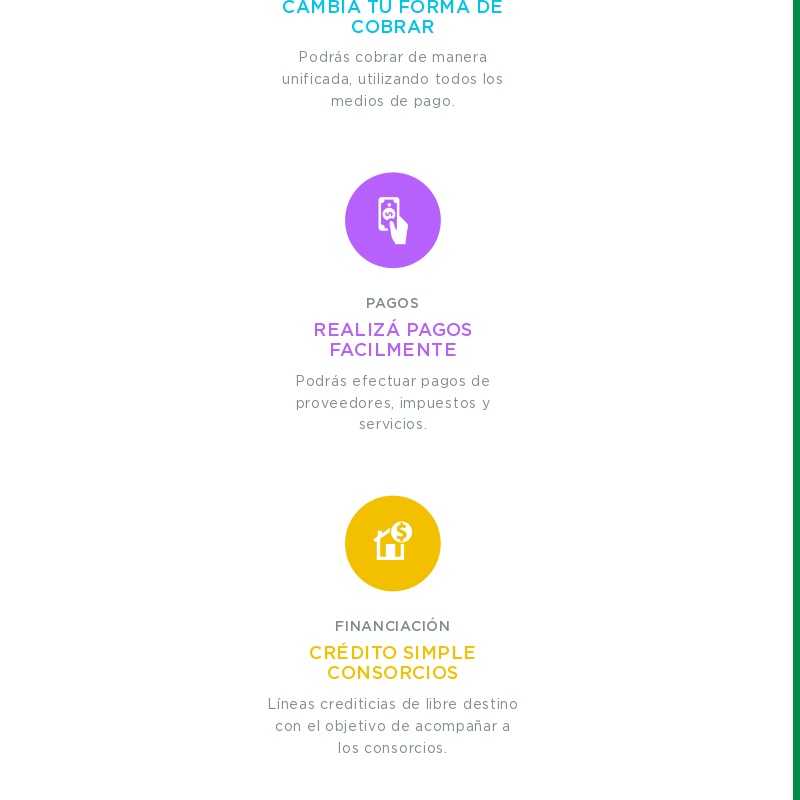 CAMBIÁ TU FORMA DE
COBRAR
Podrás cobrar de manera
unificada, utilizando todos los
medios de pago.
PAGOS
REALIZÁ PAGOS
FACILMENTE
Podrás efectuar pagos de
proveedores, impuestos y
servicios.
FINANCIACIÓN
CRÉDITO SIMPLE
CONSORCIOS
Líneas crediticias de libre destino
con el objetivo de acompañar a
los consorcios.